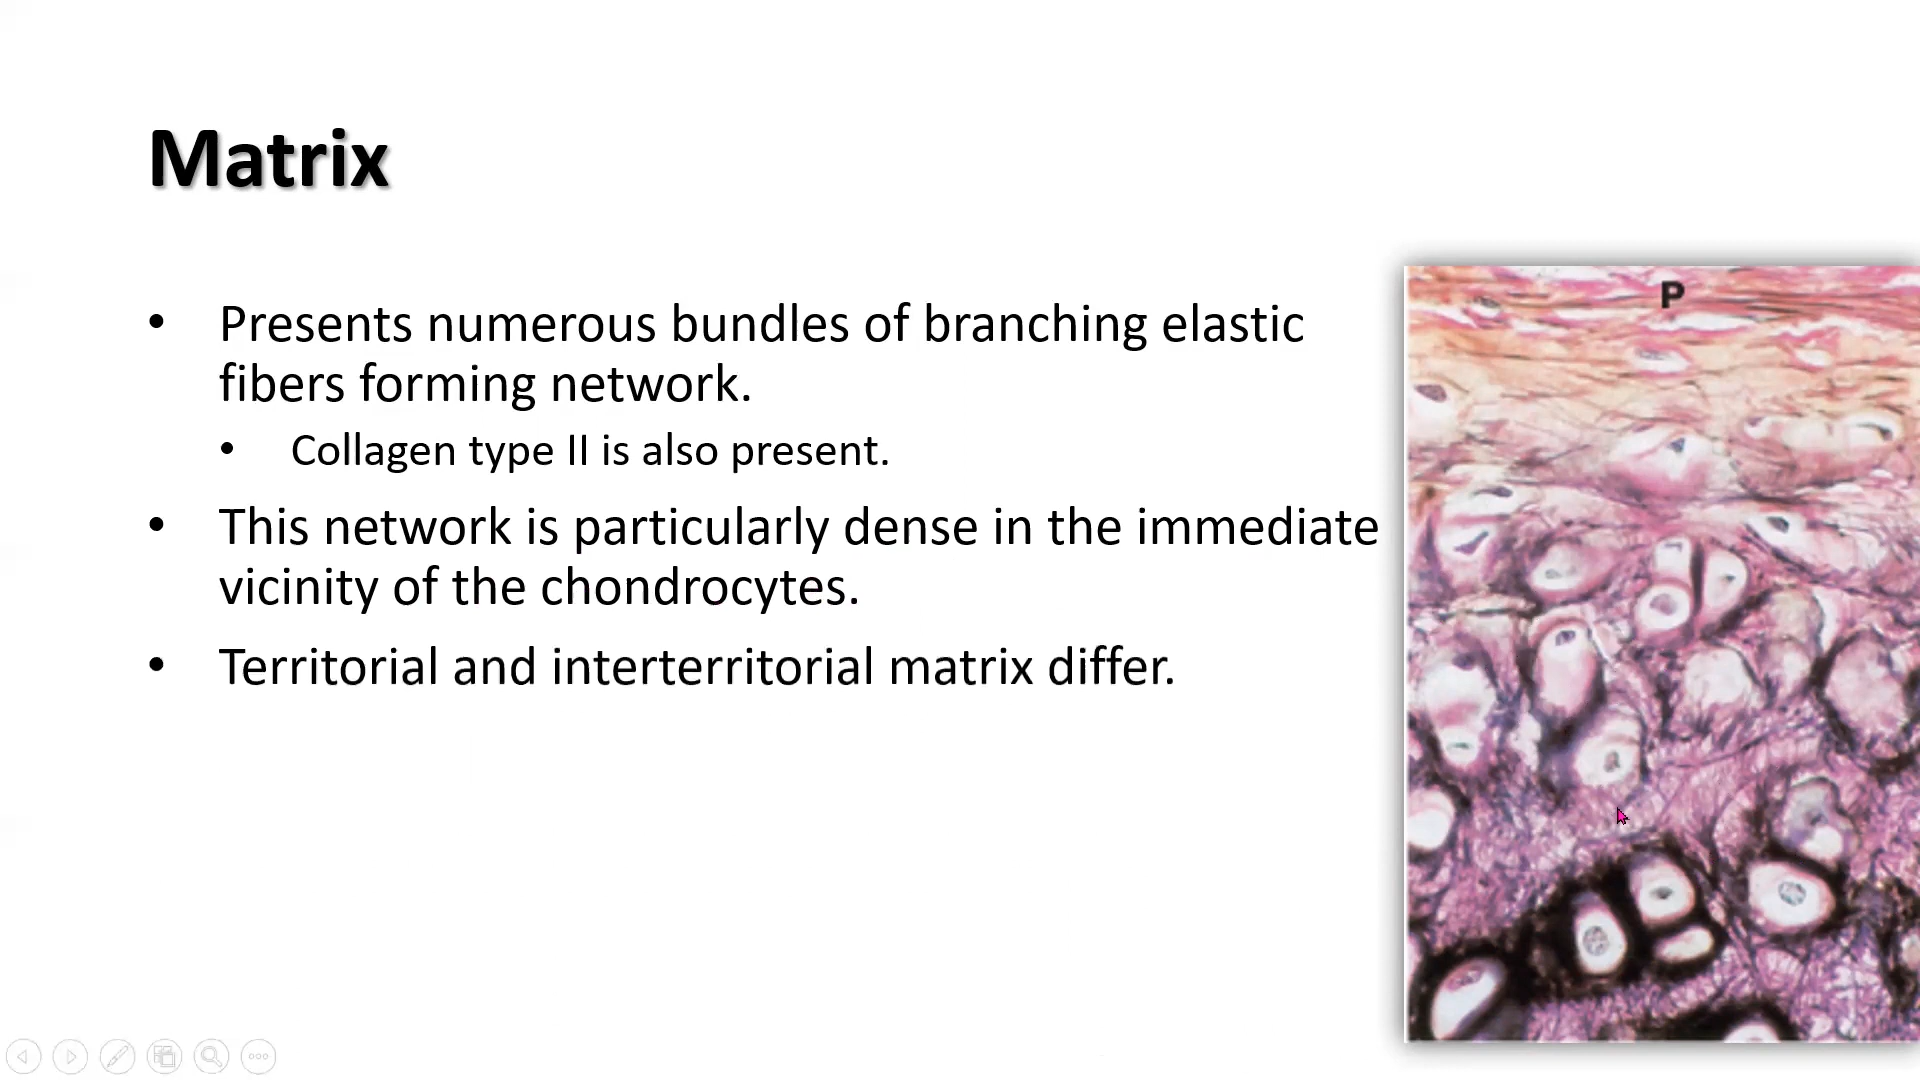 Matrix
• Presents numerous bundles of branching elastic
fibers forming network.
• Collagen type II is also present.
• This network is particularly dense in the immediate
vicinity of the chondrocytes.
• Territorial and interterritorial matrix differ.
P